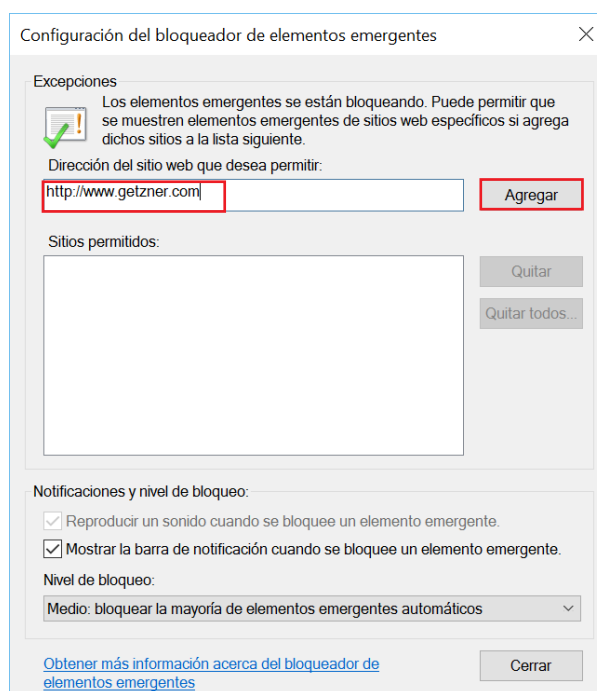 Configuración del bloqueador de elementos emergentes
Excepciones
Los elementos emergentes se están bloqueando. Puede permitir que
se muestren elementos emergentes de sitios web específicos si agrega
dichos sitios a la lista siguiente.
Dirección del sitio web que desea permitir:
http://www.getzner.com
Agregar
Sitios permitidos:
Quitar
Quitar todos...
Notificaciones y nivel de bloqueo:
Reproducir un sonido cuando se bloquee un elemento emergente.
Mostrar la barra de notificación cuando se bloquee un elemento emergente.
Nivel de bloqueo:
Medio: bloquear la mayoría de elementos emergentes automáticos
Obtener más información acerca del bloqueador de
elementos emergentes
Cerrar